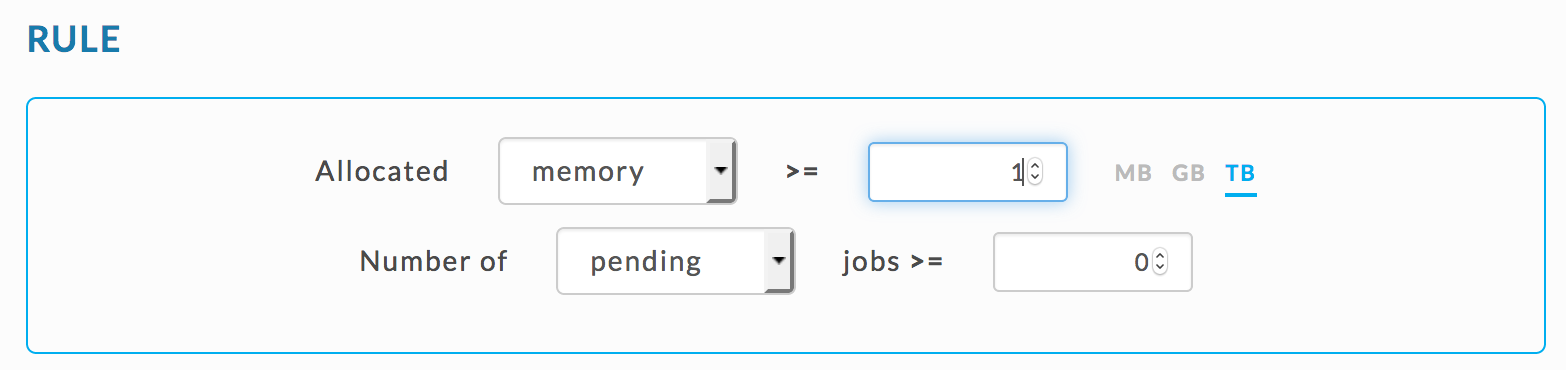 RULE
Allocated memory >= 1 MB GB TB
Number of pending jobs >= 0